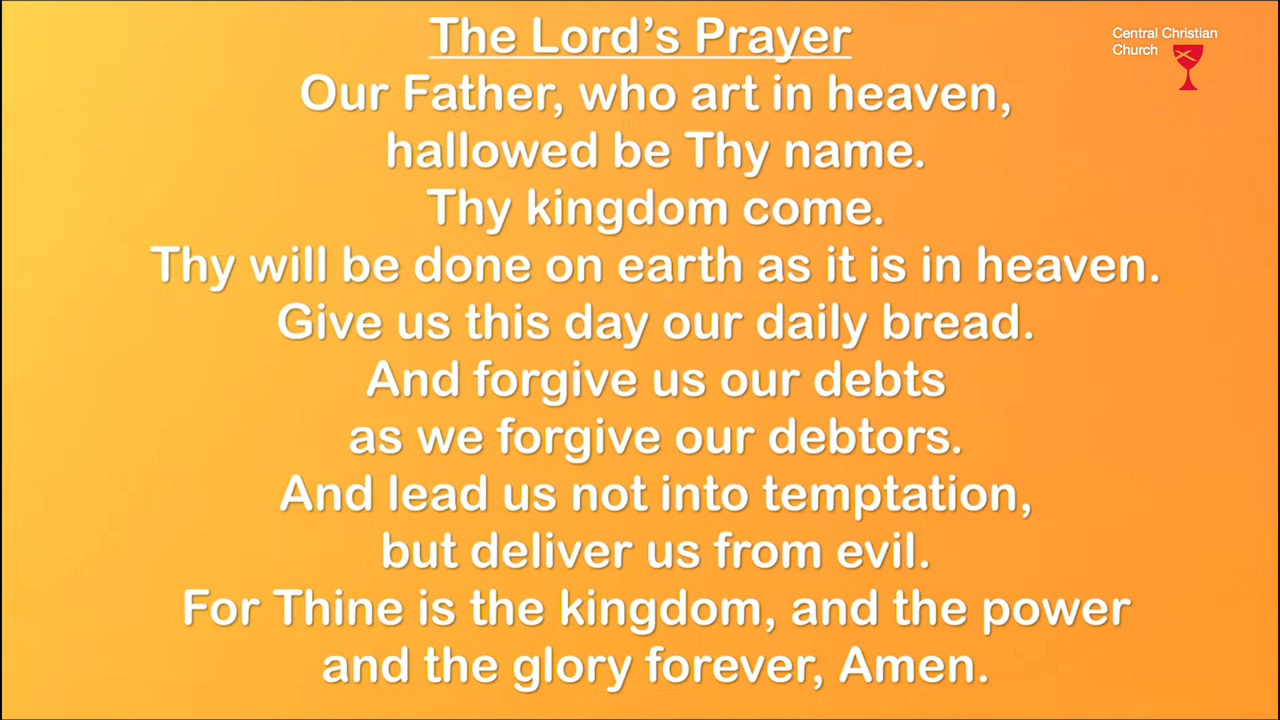 The Lord's Prayer
Central Christian
Church
Our Father, who art in heaven,
hallowed be Thy name.
Thy kingdom come.
Thy will be done on earth as it is in heaven.
Give us this day our daily bread.
And forgive us our debts
as we forgive our debtors.
And lead us not into temptation,
but deliver us from evil.
For Thine is the kingdom, and the power
and the glory forever, Amen.